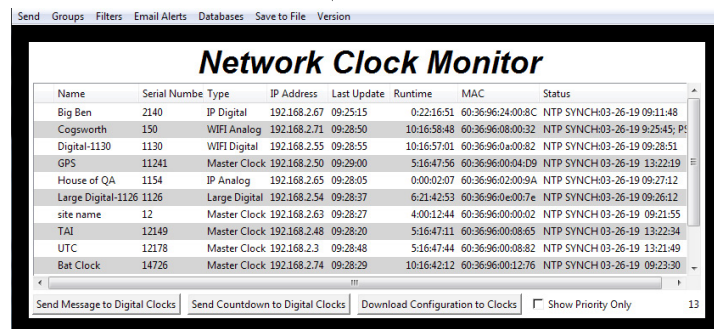 Send Groups Filters Email Alerts Databases Save to File Version
Network Clock Monitor
Name Serial Numbe Type IP Address Last Update Runtime MAC Status
Big Ben 2140 IP Digital 192.168.2.67 09:25:15 0:22:16:51 60:36:96:24:00:8C NTP SYNCH:03-26-19 09:11:48
Cogsworth 150 WIFI Analog 192.168.2.71 09:28:50 10:16:58:48 60:36:96:08:00:32 NTP SYNCH:03-26-19 9:25:45; PS
Digital-1130 1130 WIFI Digital 192.168.2.55 09:28:55 10:16:57:01 60:36:96:0a:00:82 NTP SYNCH:03-26-19 09:28:51
GPS 11241 Master Clock 192.168.2.50 09:29:00 5:16:47:56 60:36:96:00:04:D9 NTP SYNCH 03-26-19 13:22:19
House of QA 1154 IP Analog 192.168.2.65 09:28:05 0:00:02:07 60:36:96:02:00:9A NTP SYNCH:03-26-19 09:27:12
Large Digital-1126 1126 Large Digital 192.168.2.54 09:28:37 6:21:42:53 60:36:96:0e:00:7e NTP SYNCH:03-26-19 09:26:12
site name 12 Master Clock 192.168.2.63 09:28:27 4:00:12:44 60:36:96:00:00:02 NTP SYNCH 03-26-19 09:21:55
TAI 12149 Master Clock 192.168.2.48 09:28:20 5:16:47:11 60:36:96:00:08:65 NTP SYNCH 03-26-19 13:22:34
UTC 12178 Master Clock 192.168.2.3 09:28:48 5:16:47:44 60:36:96:00:08:82 NTP SYNCH 03-26-19 13:21:49
Bat Clock 14726 Master Clock 192.168.2.74 09:28:29 10:16:42:12 60:36:96:00:12:76 NTP SYNCH 03-26-19 09:23:30
Send Message to Digital Clocks Send Countdown to Digital Clocks Download Configuration to Clocks Show Priority Only 13